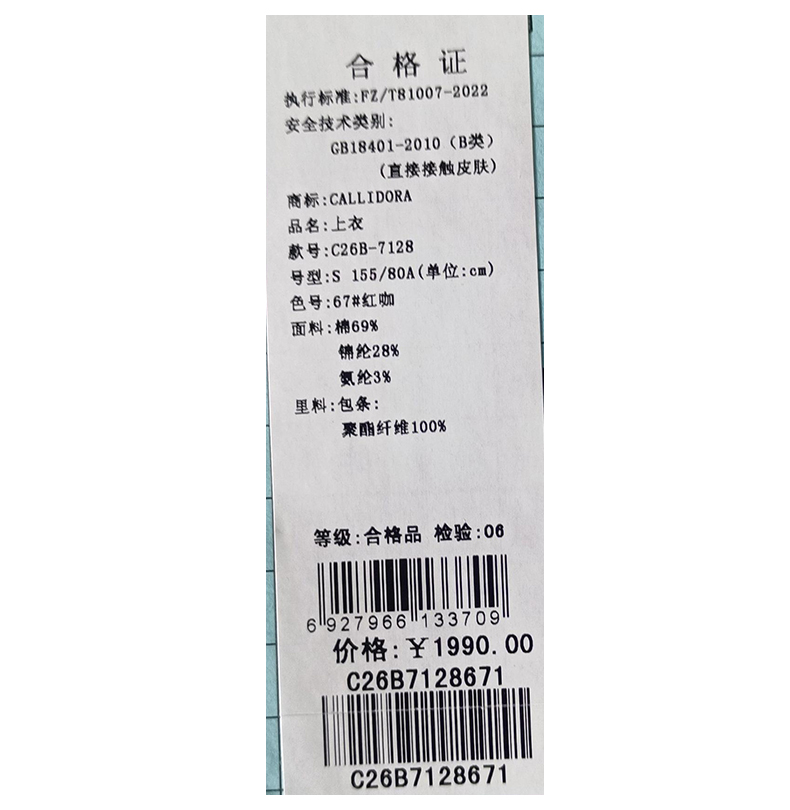 合格证
执行标准:FZ/T81007-2022
安全技术类别:
GB18401-2010（B类）
(直接接触皮肤)
商标:CALLIDORA
品名:上衣
款号:C26B-7128
号型:S 155/80A(单位:cm)
色号:67#红咖
面料:棉69%
锦纶28%
氨纶3%
里料:包条:
聚酯纤维100%
等级:合格品 检验:06
6 927966 133709
价格:￥1990.00
C26B7128671
C26B7128671